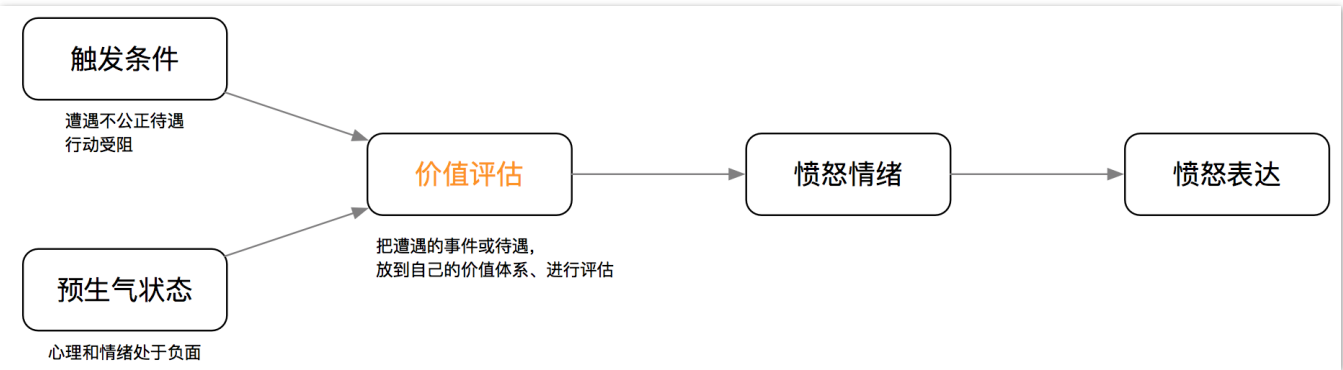 触发条件
遭遇不公正待遇
行动受阻
价值评估
把遭遇的事件或待遇，
放到自己的价值体系、进行评估
愤怒情绪
愤怒表达
预生气状态
心理和情绪处于负面